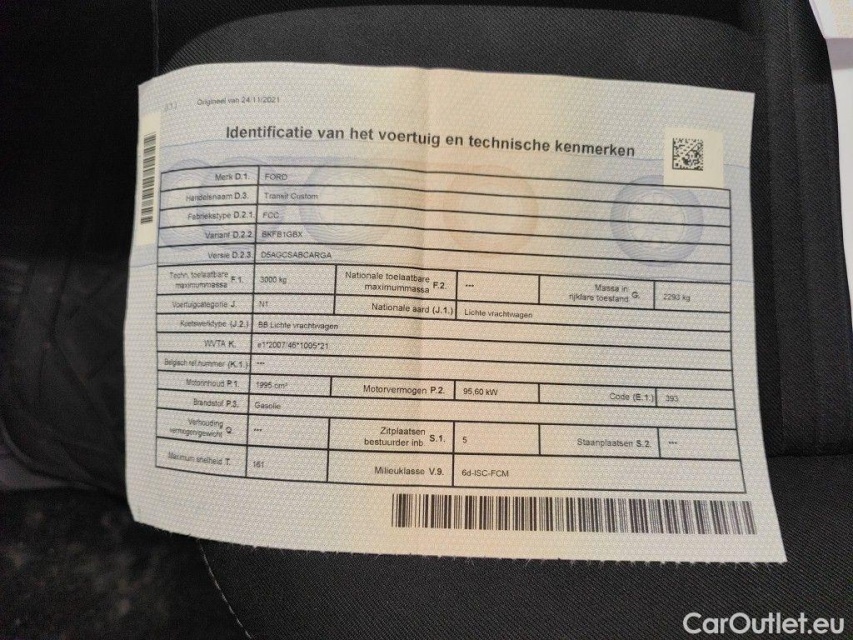 Origineel van 24/11/2021
Identificatie van het voertuig en technische kenmerken
Merk D.1. FORD
Handelsnaam D.3. Transit Custom
Fabriekstype D.2.1. FCC
Variant D.2.2. BKFB1GBX
Versie D.2.3. D5AGCSABCARGA
Techn. toelaatbare maximummassa F.1. 3000 kg Nationale toelaatbare maximummassa F.2. --- Massa in rijklare toestand G. 2293 kg
Voertuigcategorie J. N1 Nationale aard (J.1.) Lichte vrachtwagen
Koetswerktype (J.2.) BB Lichte vrachtwagen
WVTA K. e1*2007/46*1005*21
Belgisch ref.nummer (K.1.) ---
Motorinhoud P.1. 1995 cm³ Motorvermogen P.2. 95,60 kW Code (E.1.) 393
Brandstof P.3. Gasolie
Verhouding vermogen/gewicht Q. --- Zitplaatsen bestuurder inb. S.1. 5 Staanplaatsen S.2. ---
Maximum snelheid T. 161 Milieuklasse V.9. 6d-ISC-FCM
CarOutlet.eu